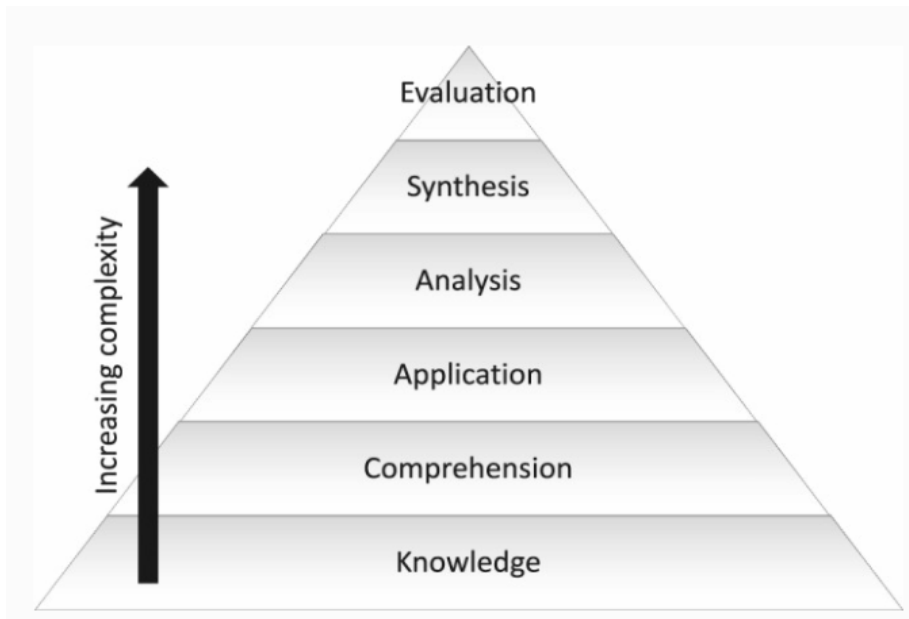 Evaluation
Synthesis
Analysis
Application
Comprehension
Knowledge
Increasing complexity